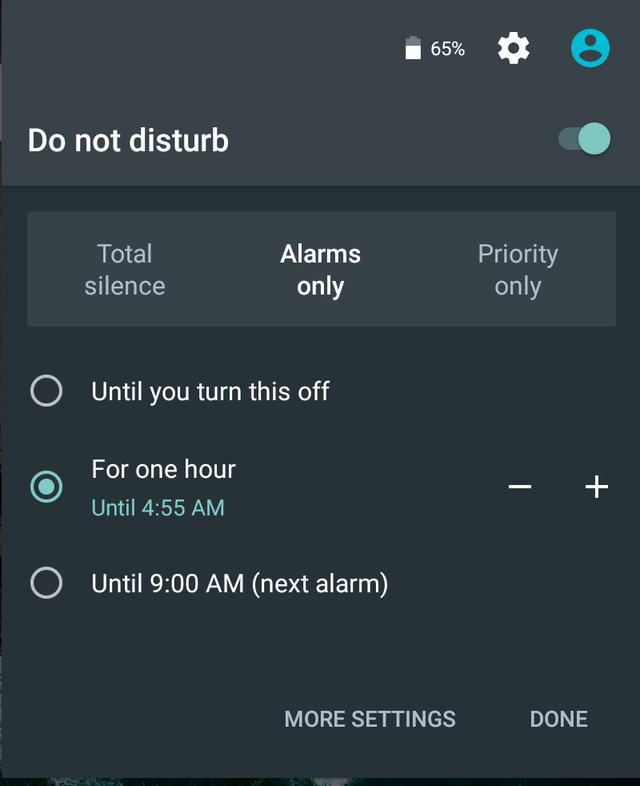 65%
Do not disturb
Total
silence
Alarms
only
Priority
only
Until you turn this off
For one hour
Until 4:55 AM
Until 9:00 AM (next alarm)
MORE SETTINGS
DONE